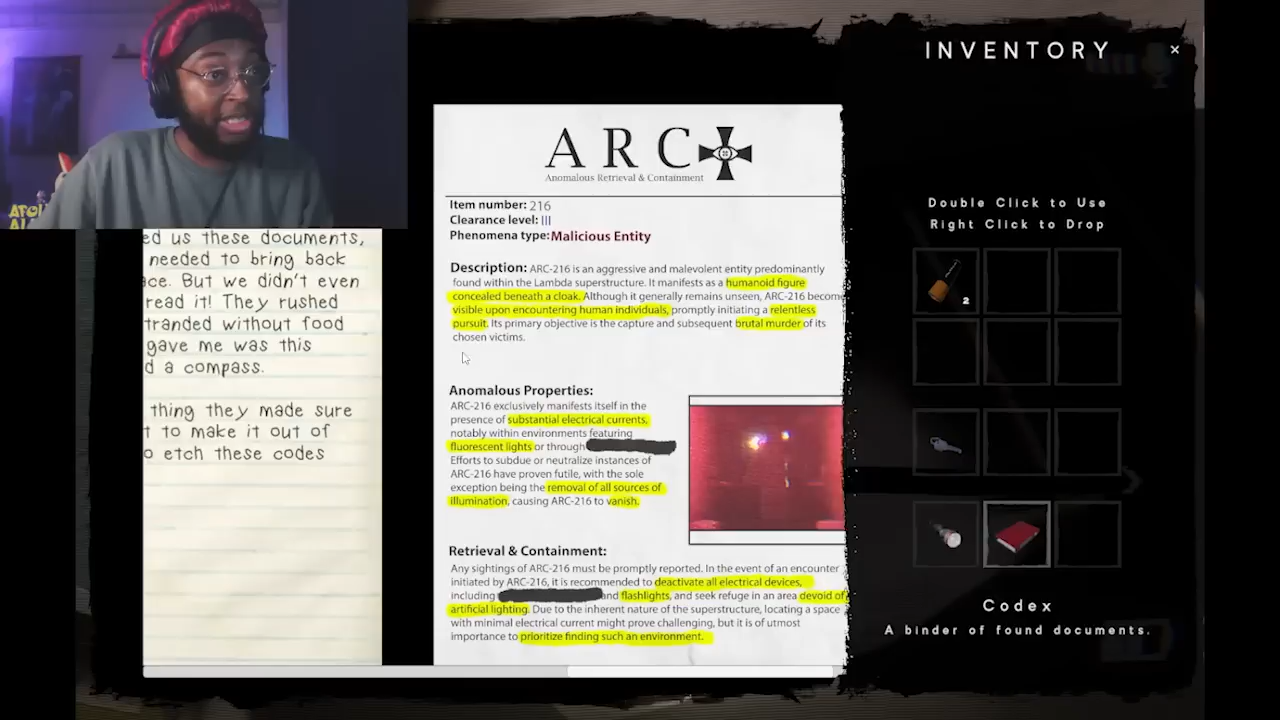 INVENTORY ×
ARC
Anomalous Retrieval & Containment
Item number: 216
Clearance level: III
Phenomena type: Malicious Entity
Description: ARC-216 is an aggressive and malevolent entity predominantly
found within the Lambda superstructure. It manifests as a humanoid figure
concealed beneath a cloak. Although it generally remains unseen, ARC-216 become
visible upon encountering human individuals, promptly initiating a relentless
pursuit. Its primary objective is the capture and subsequent brutal murder of its
chosen victims.
Anomalous Properties:
ARC-216 exclusively manifests itself in the
presence of substantial electrical currents,
notably within environments featuring
fluorescent lights or through
Efforts to subdue or neutralize instances of
ARC-216 have proven futile, with the sole
exception being the removal of all sources of
illumination, causing ARC-216 to vanish.
Retrieval & Containment:
Any sightings of ARC-216 must be promptly reported. In the event of an encounter
initiated by ARC-216, it is recommended to deactivate all electrical devices,
including and flashlights, and seek refuge in an area devoid of
artificial lighting. Due to the inherent nature of the superstructure, locating a space
with minimal electrical current might prove challenging, but it is of utmost
importance to prioritize finding such an environment.
ed us these documents,
needed to bring back
ace. But we didn't even
read it! They rushed
tranded without food
gave me was this
d a compass.
thing they made sure
t to make it out of
o etch these codes
Double Click to Use
Right Click to Drop
2
Codex
A binder of found documents.